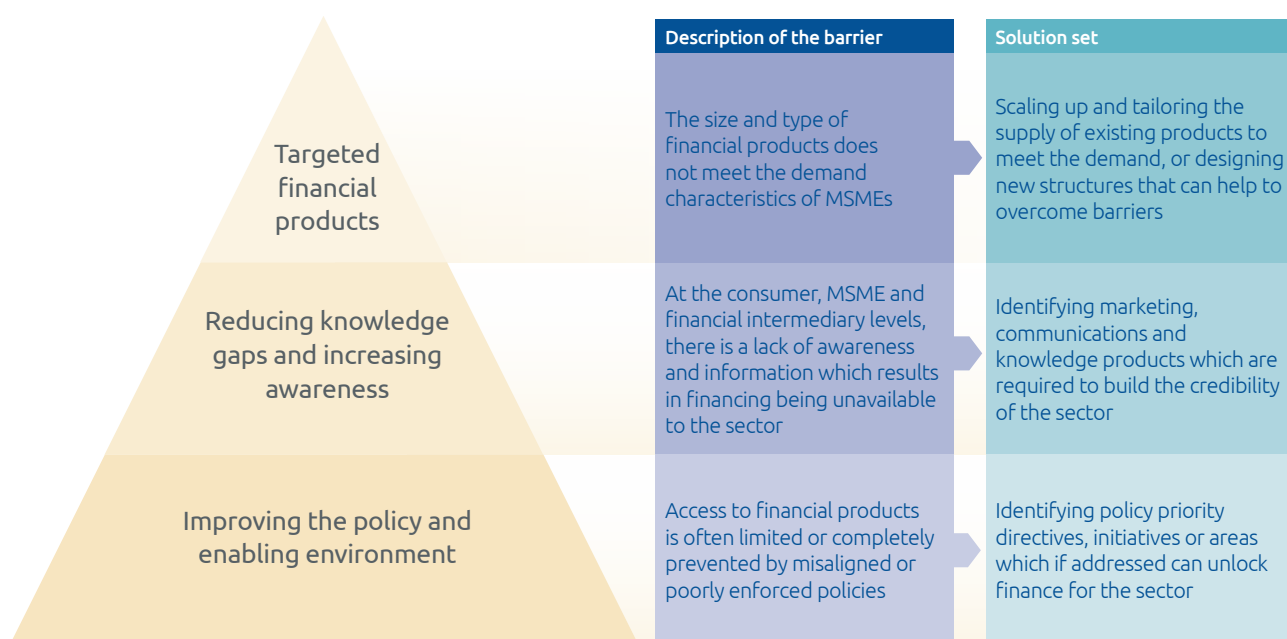 Description of the barrier
Solution set
Targeted
financial
products
The size and type of
financial products does
not meet the demand
characteristics of MSMEs
Scaling up and tailoring the
supply of existing products to
meet the demand, or designing
new structures that can help to
overcome barriers
Reducing knowledge
gaps and increasing
awareness
At the consumer, MSME and
financial intermediary levels,
there is a lack of awareness
and information which results
in financing being unavailable
to the sector
Identifying marketing,
communications and
knowledge products which are
required to build the credibility
of the sector
Improving the policy and
enabling environment
Access to financial products
is often limited or completely
prevented by misaligned or
poorly enforced policies
Identifying policy priority
directives, initiatives or areas
which if addressed can unlock
finance for the sector